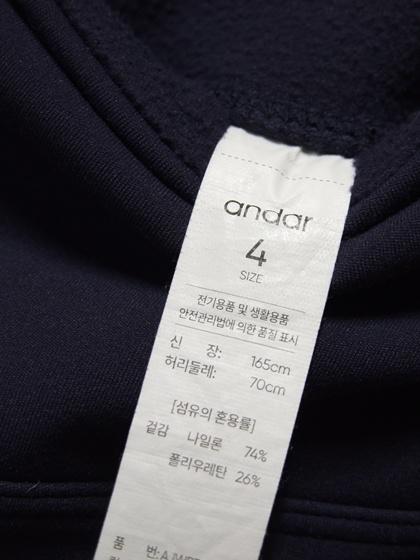 andar
4
SIZE
전기용품 및 생활용품
안전관리법에 의한 품질 표시
신 장: 165cm
허리둘레: 70cm
[섬유의 혼용률]
겉감 나일론 74%
폴리우레탄 26%
품 번: